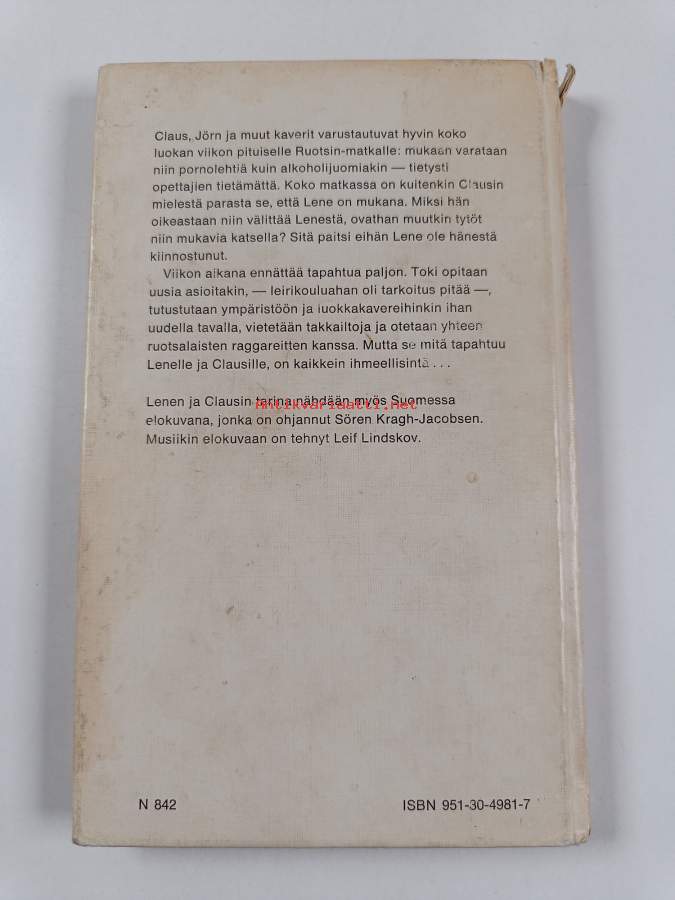 Claus, Jörn ja muut kaverit varustautuvat hyvin koko
luokan viikon pituiselle Ruotsin-matkalle: mukaan varataan
niin pornolehtiä kuin alkoholijuomiakin — tietysti
opettajien tietämättä. Koko matkassa on kuitenkin Clausin
mielestä parasta se, että Lene on mukana. Miksi hän
oikeastaan niin välittää Lenestä, ovathan muutkin tytöt
niin mukavia katsella? Sitä paitsi eihän Lene ole hänestä
kiinnostunut.
Viikon aikana ennättää tapahtua paljon. Toki opitaan
uusia asioitakin, — leirikouluahan oli tarkoitus pitää —,
tutustutaan ympäristöön ja luokkakavereihinkin ihan
uudella tavalla, vietetään takkailtoja ja otetaan yhteen
ruotsalaisten raggareitten kanssa. Mutta se mitä tapahtuu
Lenelle ja Clausille, on kaikkein ihmeellisintä . . .
Lenen ja Clausin tarina nähdään myös Suomessa
Antikvariaatti.net
elokuvana, jonka on ohjannut Sören Kragh-Jacobsen.
Musiikin elokuvaan on tehnyt Leif Lindskov.
N 842
ISBN 951-30-4981-7